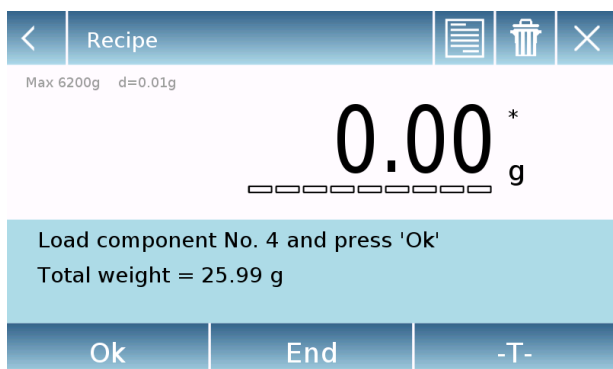 Recipe
Max 6200g d=0.01g
0.00 *
g
Load component No. 4 and press 'Ok'
Total weight = 25.99 g
Ok End -T-